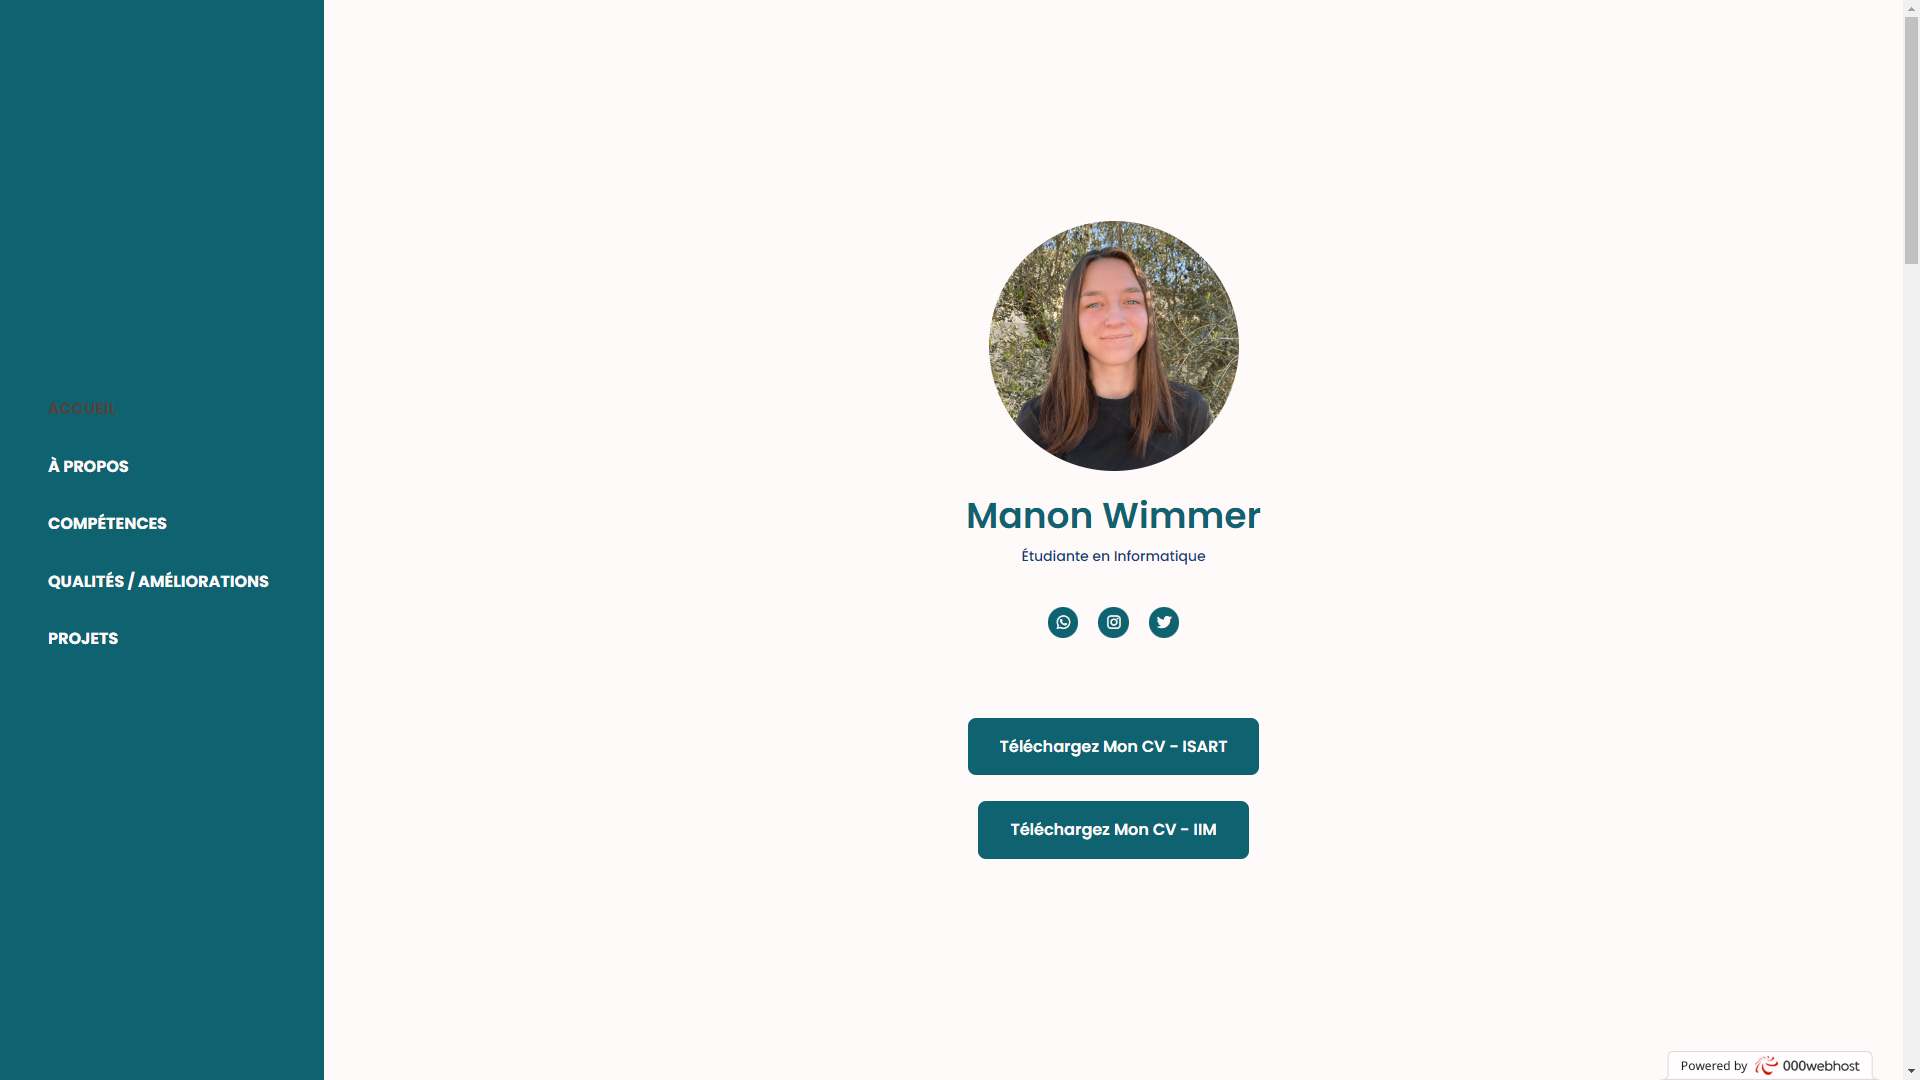 ACCUEIL
À PROPOS
COMPÉTENCES
QUALITÉS / AMÉLIORATIONS
PROJETS
Manon Wimmer
Étudiante en Informatique
Téléchargez Mon CV - ISART
Téléchargez Mon CV - IIM
Powered by 000webhost